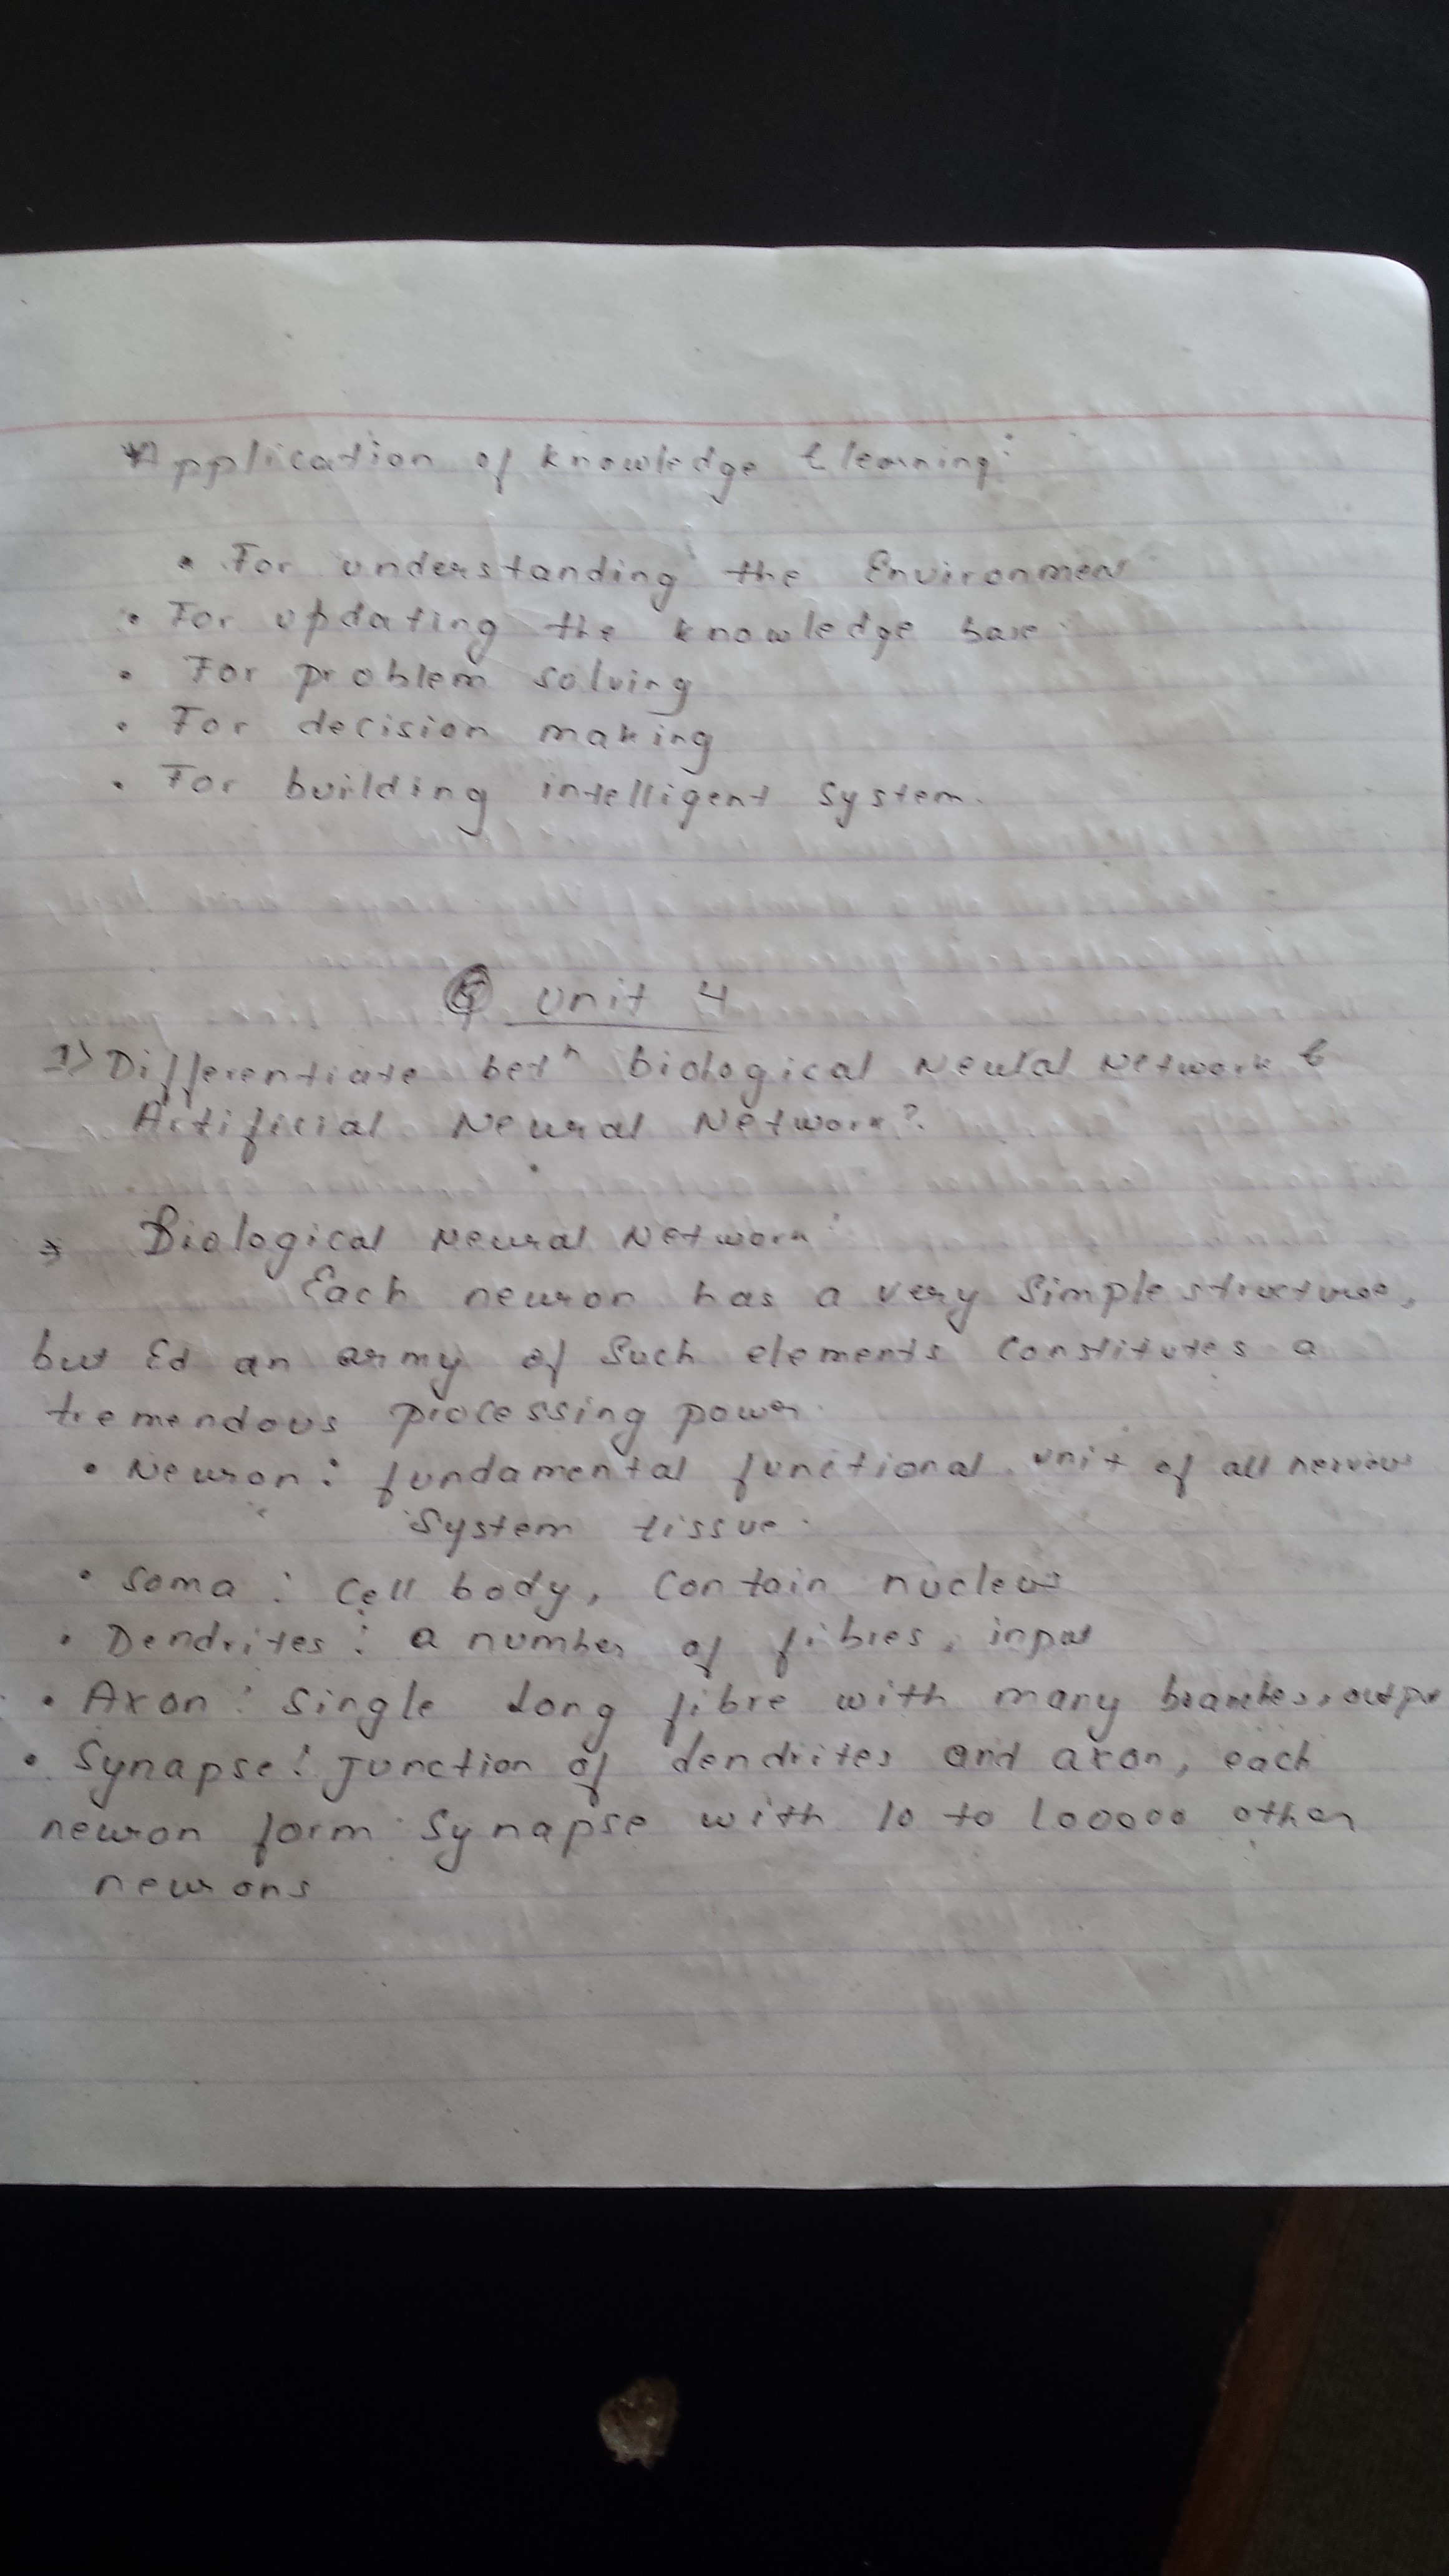 *Application of knowledge & learning:
• For understanding the Environment
• For updating the knowledge base
• For problem solving
• For decision making
• For building intelligent system.
Unit 4
1) Differentiate betn biological Neural Network &
Artificial Neural Network?
→ Biological Neural Network:
Each neuron has a very simple structure,
but an army of such elements constitutes a
tremendous processing power.
• Neuron: fundamental functional unit of all nervous
system tissue.
• Soma: cell body, contain nucleus
• Dendrites: a number of fibres, input
• Axon: Single long fibre with many branches, output
• Synapse: Junction of dendrites and axon, each
neuron form synapse with 10 to 100000 other
neurons